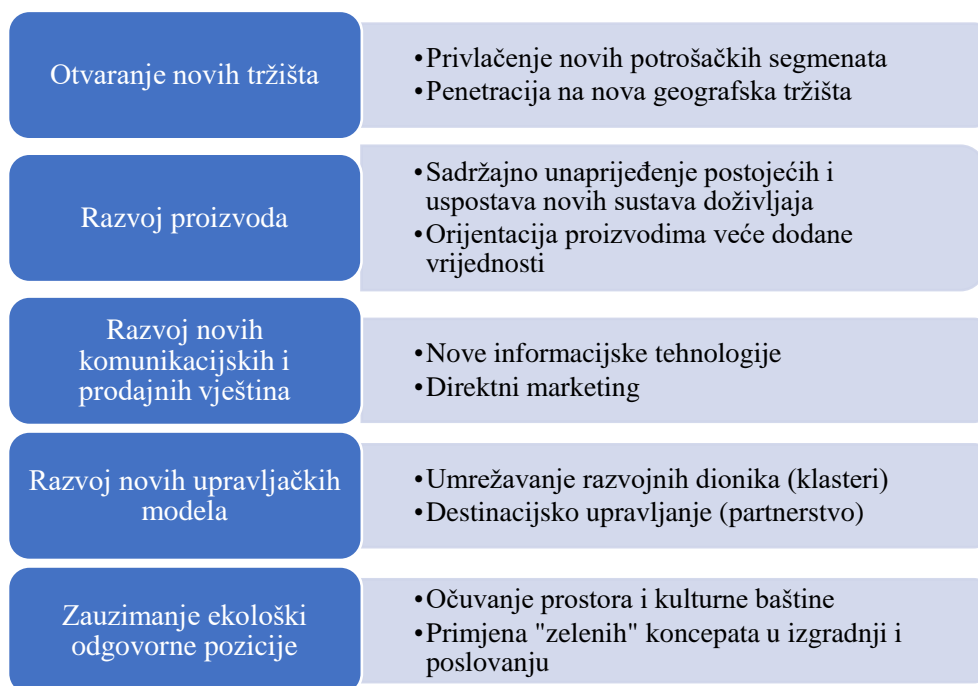 Otvaranje novih tržišta
•Privlačenje novih potrošačkih segmenata
•Penetracija na nova geografska tržišta
Razvoj proizvoda
•Sadržajno unaprijeđenje postojećih i
uspostava novih sustava doživljaja
•Orijentacija proizvodima veće dodane
vrijednosti
Razvoj novih
komunikacijskih i
prodajnih vještina
•Nove informacijske tehnologije
•Direktni marketing
Razvoj novih upravljačkih
modela
•Umrežavanje razvojnih dionika (klasteri)
•Destinacijsko upravljanje (partnerstvo)
Zauzimanje ekološki
odgovorne pozicije
•Očuvanje prostora i kulturne baštine
•Primjena "zelenih" koncepata u izgradnji i
poslovanju